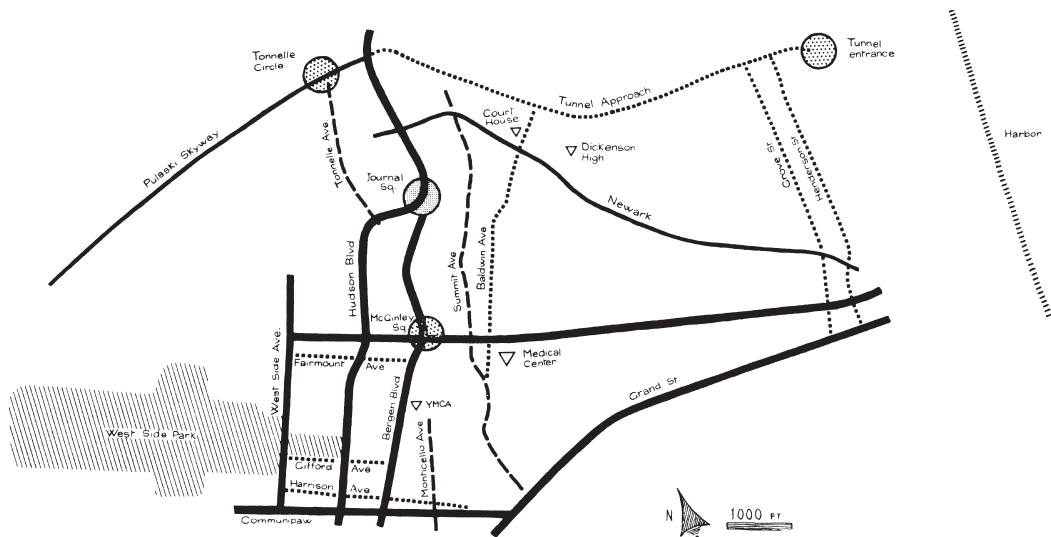 Tonnelle
Circle
Tunnel
entrance
Tunnel Approach
Court
House
Dickenson
High
Harbor
Pulaski Skyway
Tonnelle Ave.
Journal
Sq.
Grove St.
Henderson St.
Newark
Hudson Blvd
Summit Ave
Baldwin Ave
McGinley
Sq.
Medical
Center
West Side Ave.
Fairmount Ave
Bergen Blvd
YMCA
Grand St.
West Side Park
Monticello Ave
Gifford Ave
Harrison Ave
Communipaw
N
1000 FT